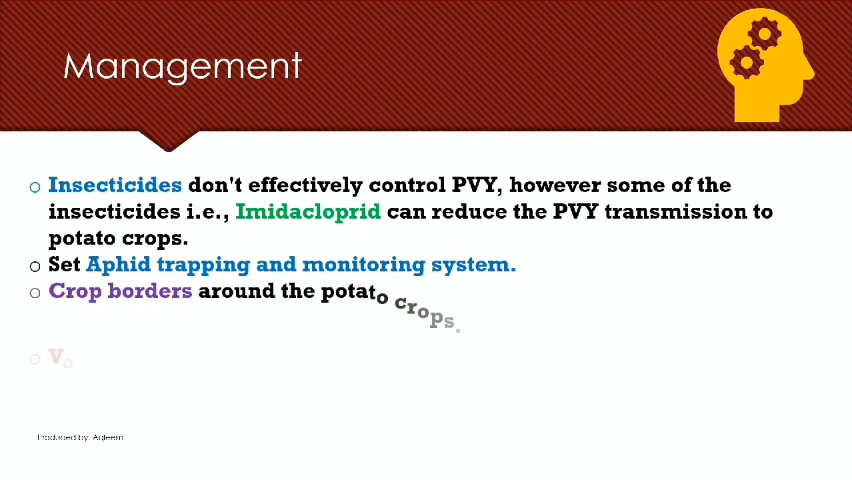 Management
Insecticides don't effectively control PVY, however some of the
insecticides i.e., Imidacloprid can reduce the PVY transmission to
potato crops.
Set Aphid trapping and monitoring system.
Crop borders around the potato crops.
Vo
Produced by: Aqleem